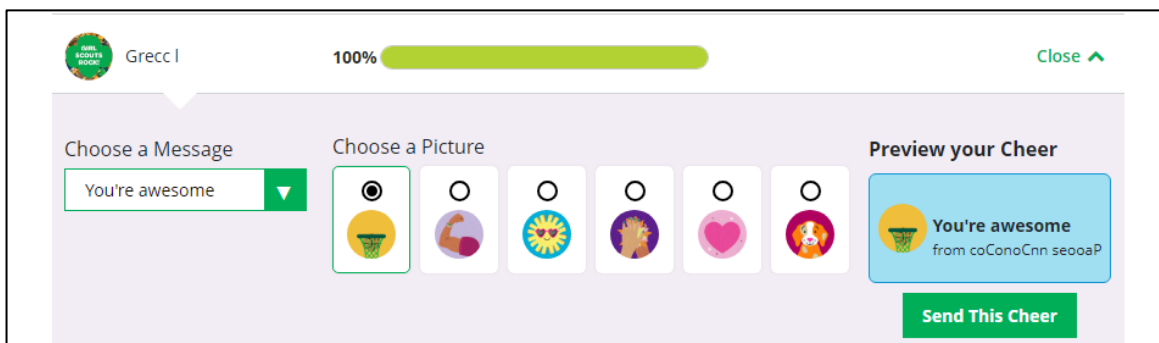 GIRL
SCOUTS
ROCK!
Grecc l
100%
Close
Choose a Message
You're awesome
Choose a Picture
Preview your Cheer
You're awesome
from coConoCnn seooaP
Send This Cheer